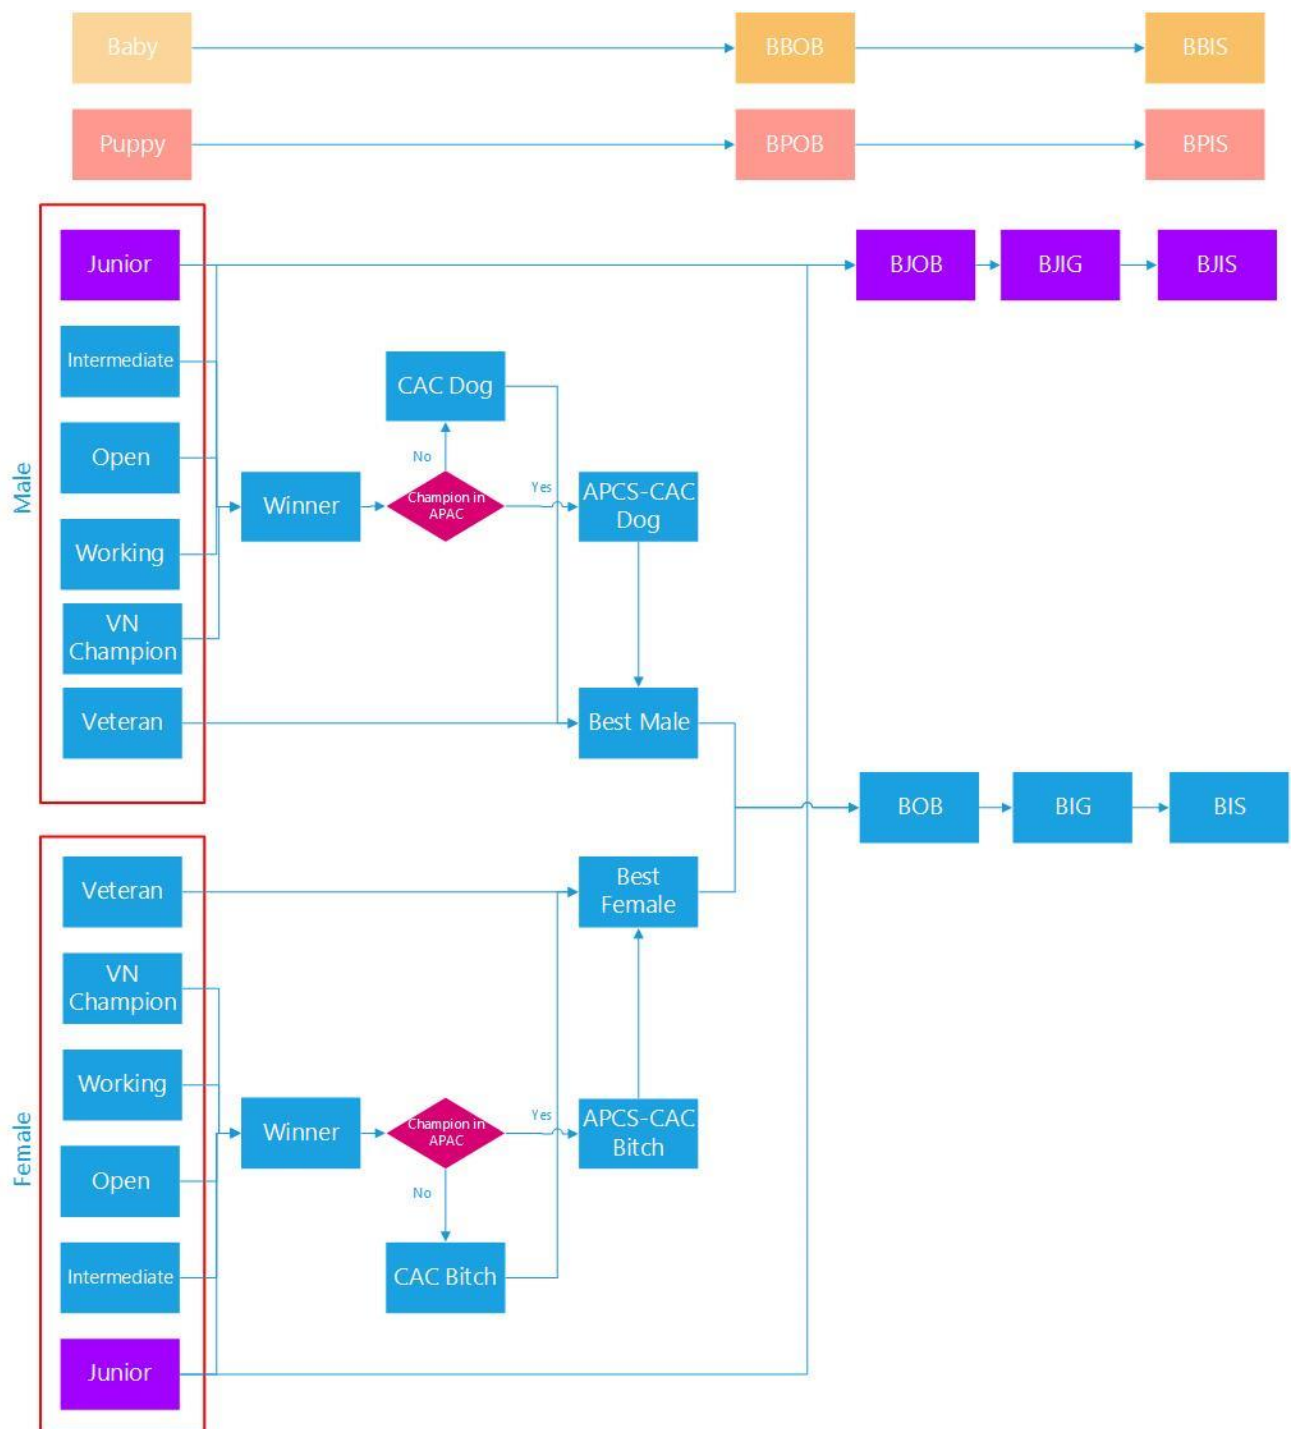 Baby
BBOB
BBIS
Puppy
BPOB
BPIS
Male
Junior
BJOB
BJIG
BJIS
Intermediate
CAC Dog
Open
No
Winner
Champion in
APAC
Yes
APCS-CAC
Dog
Working
VN
Champion
Veteran
Best Male
BOB
BIG
BIS
Female
Veteran
Best
Female
VN
Champion
Working
Winner
Champion in
APAC
Yes
APCS-CAC
Bitch
Open
No
Intermediate
CAC Bitch
Junior